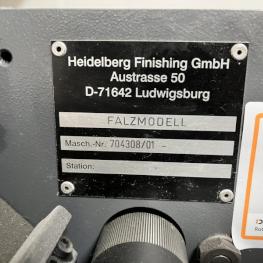 Heidelberg Finishing GmbH
Austrasse 50
D-71642 Ludwigsburg
FALZMODELL
Masch.-Nr. 704308/01 -
Station: